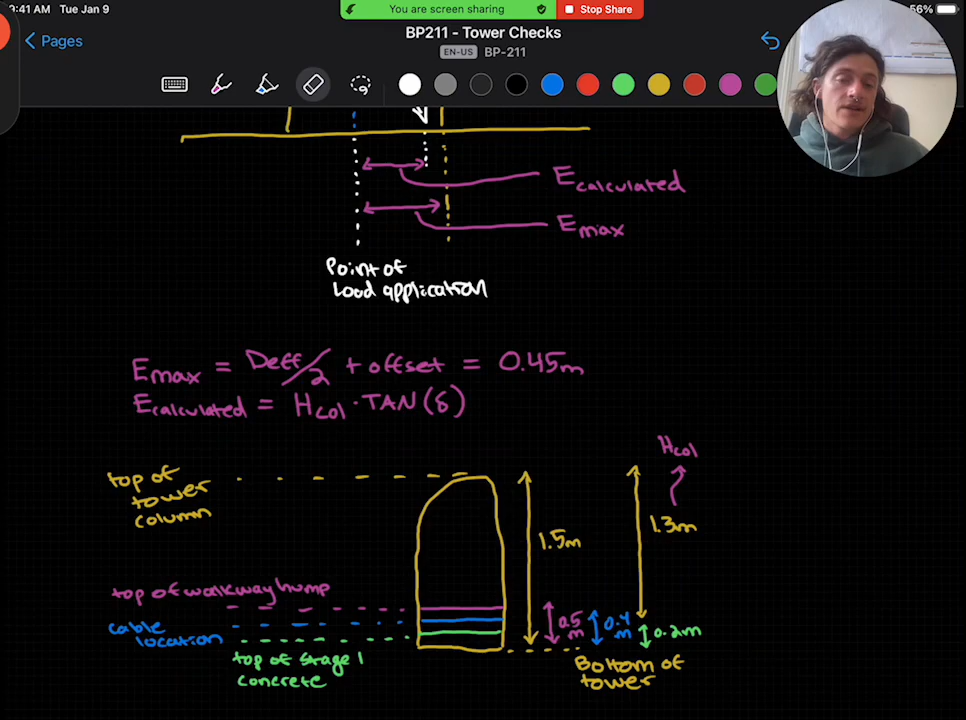 9:41 AM Tue Jan 9
You are screen sharing
Stop Share
56%
Pages
BP211 - Tower Checks
EN-US BP-211
Ecalculated
Emax
Point of
load application
Emax = Deff/2 + offset = 0.45m
Ecalculated = Hcol · TAN(δ)
Hcol
top of
tower
column
1.5m
1.3m
top of walkway hump
cable
location
0.5
m
0.4
m
0.2m
top of stage 1
concrete
Bottom of
tower